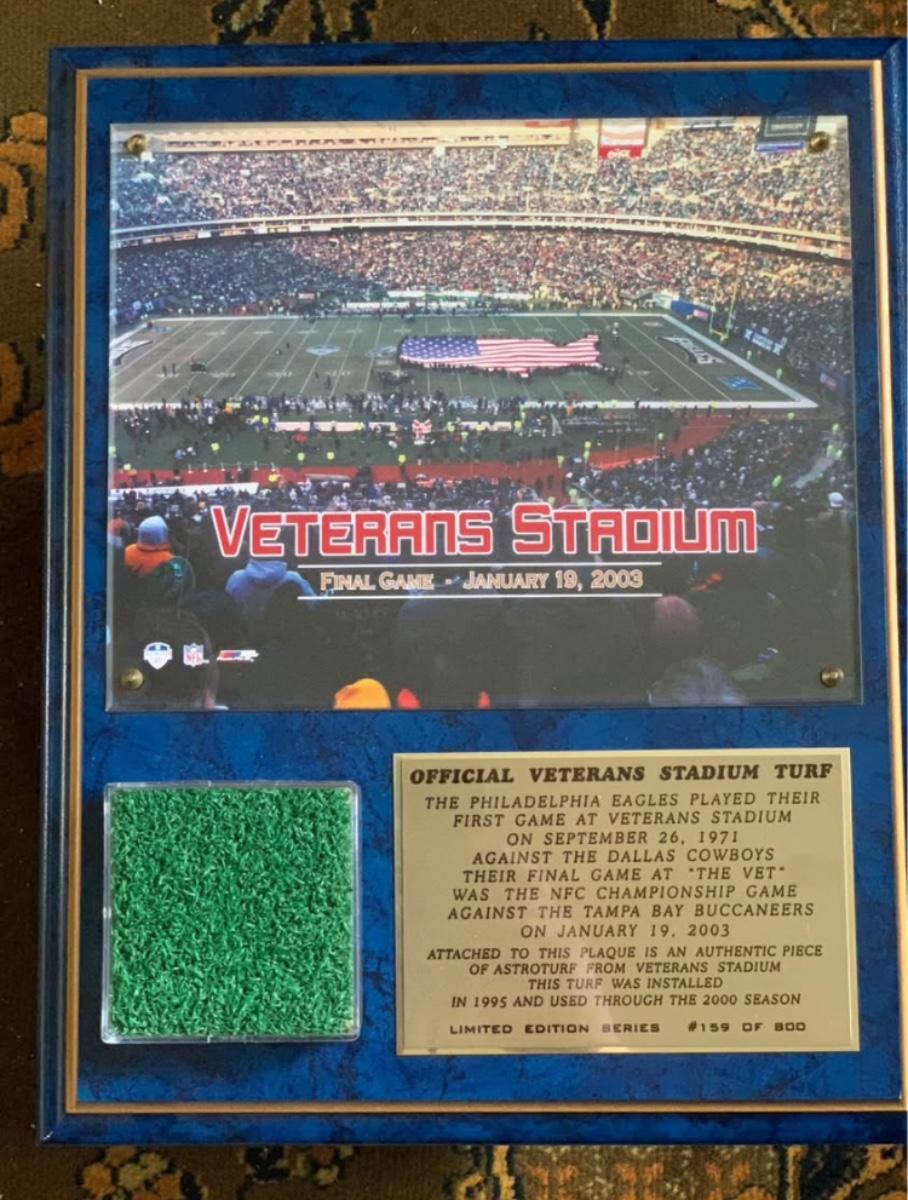 Coca-Cola
EAGLES
VETERANS STADIUM
FINAL GAME - JANUARY 19, 2003
NFL
OFFICIAL VETERANS STADIUM TURF
THE PHILADELPHIA EAGLES PLAYED THEIR
FIRST GAME AT VETERANS STADIUM
ON SEPTEMBER 26, 1971
AGAINST THE DALLAS COWBOYS
THEIR FINAL GAME AT "THE VET"
WAS THE NFC CHAMPIONSHIP GAME
AGAINST THE TAMPA BAY BUCCANEERS
ON JANUARY 19, 2003
ATTACHED TO THIS PLAQUE IS AN AUTHENTIC PIECE
OF ASTROTURF FROM VETERANS STADIUM
THIS TURF WAS INSTALLED
IN 1995 AND USED THROUGH THE 2000 SEASON
LIMITED EDITION SERIES #159 OF 800